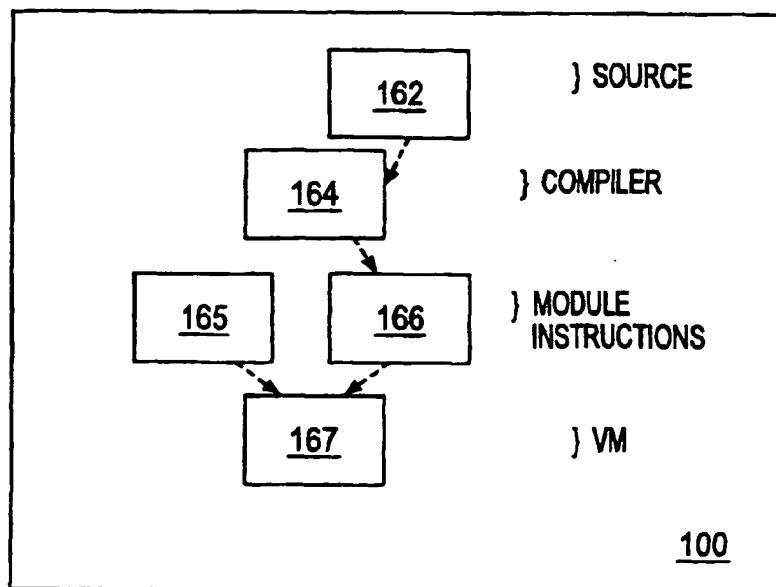 162
} SOURCE
164
} COMPILER
165
166
} MODULE
INSTRUCTIONS
167
} VM
100